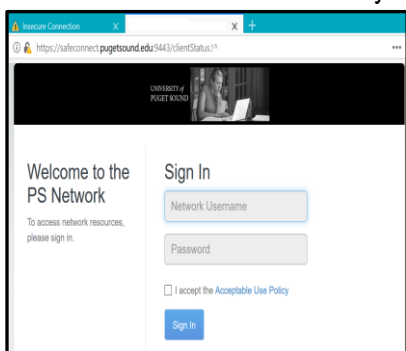 Insecure Connection
https://safeconnect.pugetsound.edu:9443/clientStatus.!^
UNIVERSITY of
PUGET SOUND
Welcome to the
PS Network
To access network resources,
please sign in.
Sign In
Network Username
Password
I accept the Acceptable Use Policy
Sign In